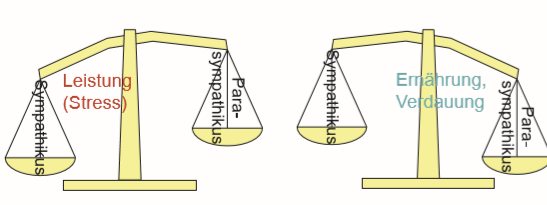 Sympathikus
Leistung
(Stress)
Para-
sympathikus
Sympathikus
Ernährung,
Verdauung
Para-
sympathikus